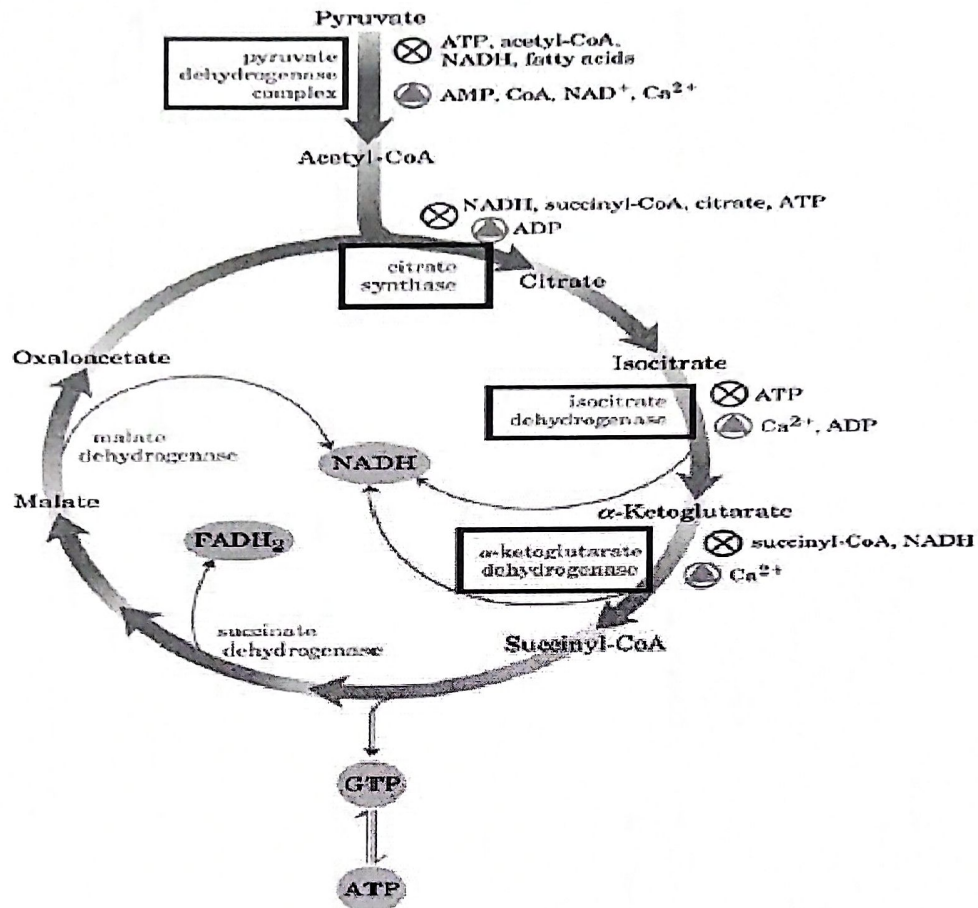 Pyruvate
pyruvate
dehydrogenase
complex
ATP, acetyl-CoA,
NADH, fatty acids
AMP, CoA, NAD⁺, Ca²⁺
Acetyl-CoA
NADH, succinyl-CoA, citrate, ATP
ADP
citrate
synthase
Citrate
Oxaloacetate
Isocitrate
isocitrate
dehydrogenase
ATP
Ca²⁺, ADP
malate
dehydrogenase
NADH
Malate
α-Ketoglutarate
FADH₂
α-ketoglutarate
dehydrogenase
succinyl-CoA, NADH
Ca²⁺
succinate
dehydrogenase
Succinyl-CoA
GTP
ATP